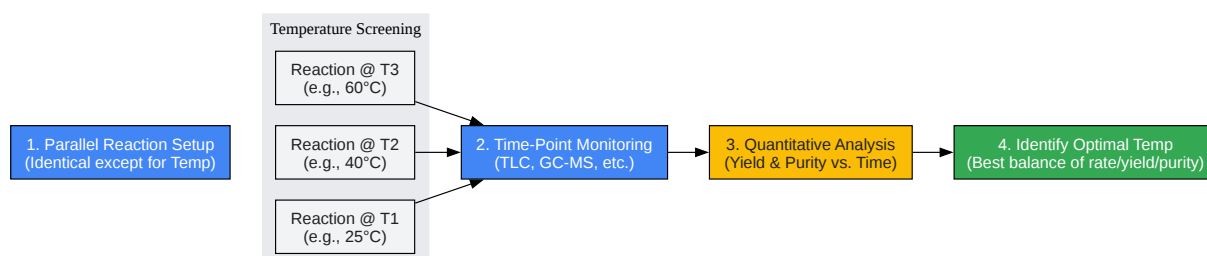 1. Parallel Reaction Setup
(Identical except for Temp)
Temperature Screening
Reaction @ T3
(e.g., 60°C)
Reaction @ T2
(e.g., 40°C)
Reaction @ T1
(e.g., 25°C)
2. Time-Point Monitoring
(TLC, GC-MS, etc.)
3. Quantitative Analysis
(Yield & Purity vs. Time)
4. Identify Optimal Temp
(Best balance of rate/yield/purity)